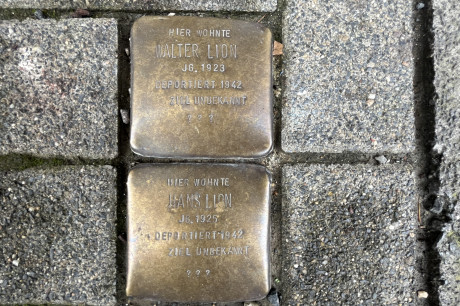 HIER WOHNTE
WALTER LION
JG. 1923
DEPORTIERT 1942
ZIEL UNBEKANNT
? ? ?
HIER WOHNTE
HANS LION
JG. 1925
DEPORTIERT 1942
ZIEL UNBEKANNT
? ? ?